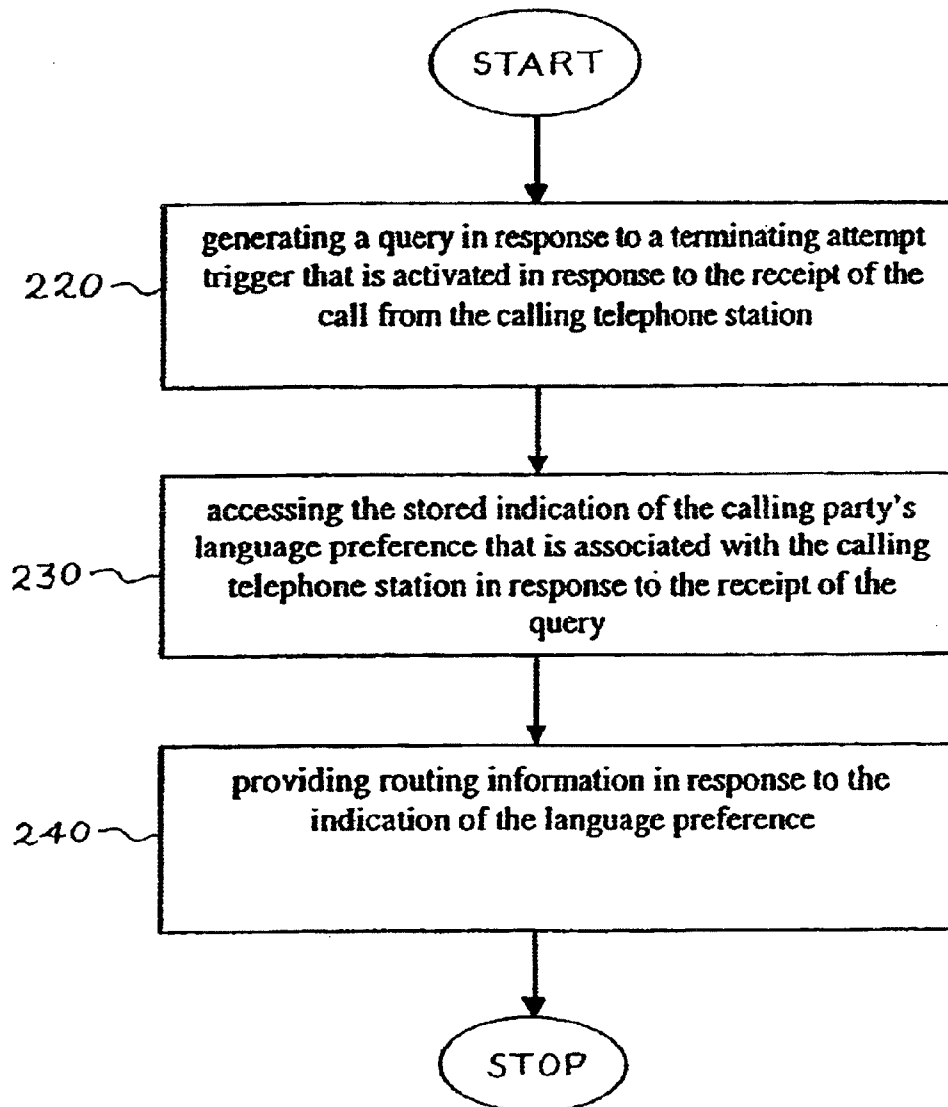 START
220
generating a query in response to a terminating attempt
trigger that is activated in response to the receipt of the
call from the calling telephone station
230
accessing the stored indication of the calling party's
language preference that is associated with the calling
telephone station in response to the receipt of the
query
240
providing routing information in response to the
indication of the language preference
STOP